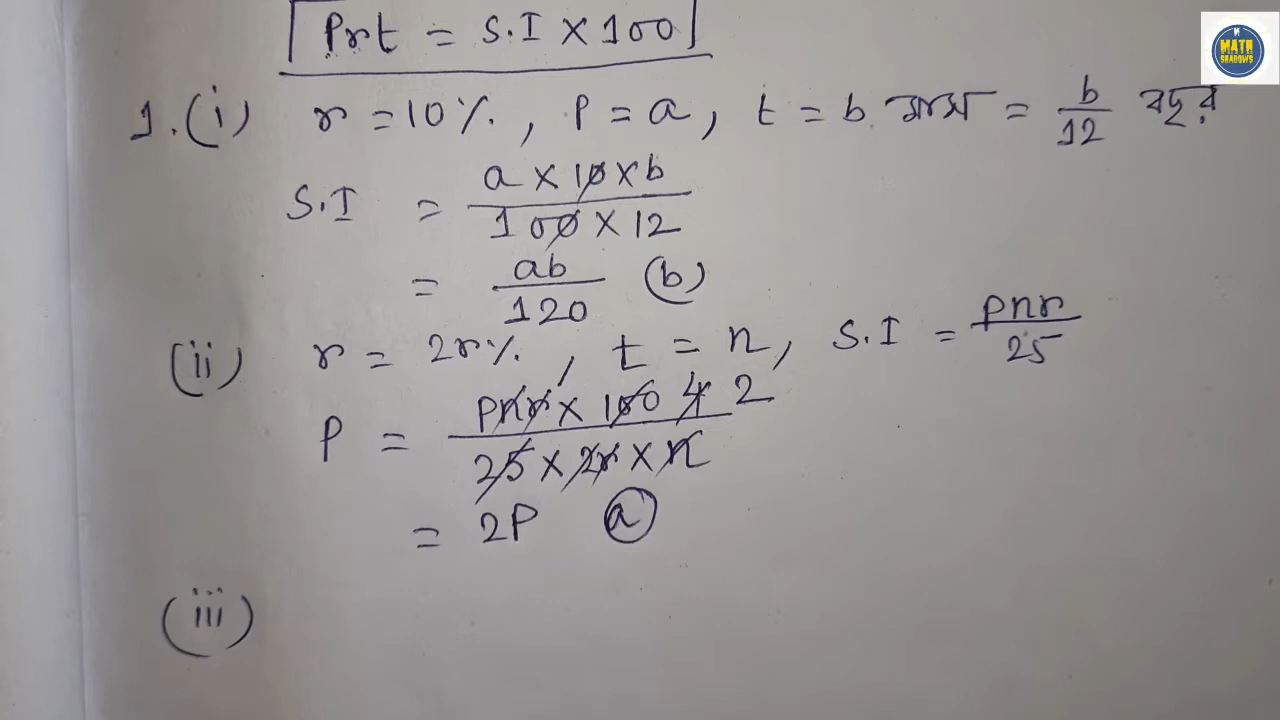 Prt = S.I × 100
M
MATH
SHADOWS
1. (i) r = 10%, P = a, t = b মাস = b/12 বছর
S.I = a × 10 × b / 100 × 12
= ab/120 (b)
(ii) r = 2r%, t = n, S.I = Pnr/25
P = Pnr × 100 4 2 / 25 × 2r × n
= 2P (a)
(iii)